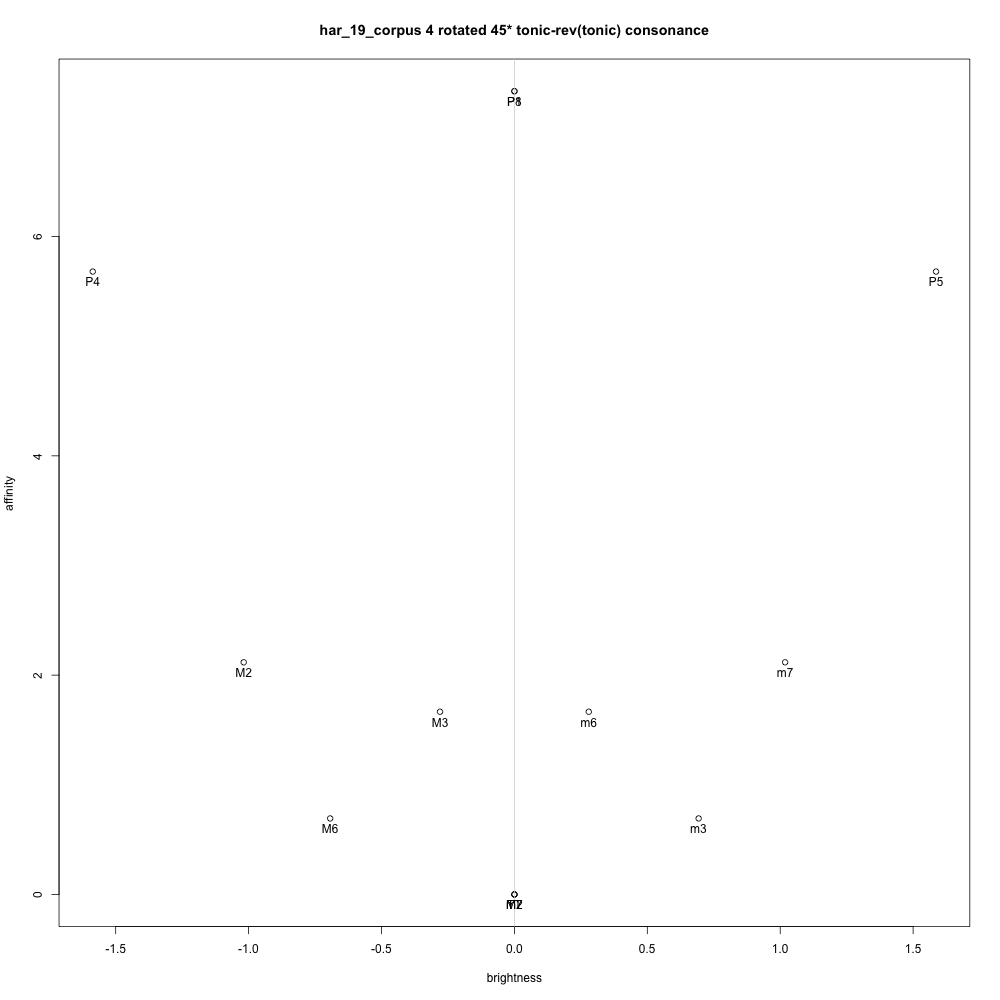 har_19_corpus 4 rotated 45* tonic-rev(tonic) consonance
P4
P5
M2
m7
M3
m6
M6
m3
affinity
0
2
4
6
-1.5
-1.0
-0.5
0.0
0.5
1.0
1.5
brightness